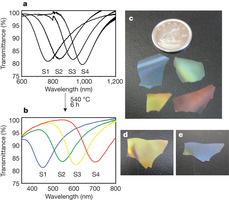 a
Transmittance (%)
100
95
90
85
80
75
S1 S2 S3 S4
600 800 1,000 1,200
Wavelength (nm)
540 °C
6 h
b
Transmittance (%)
100
95
90
85
80
75
S1 S2 S3 S4
400 500 600 700 800
Wavelength (nm)
c
d
e